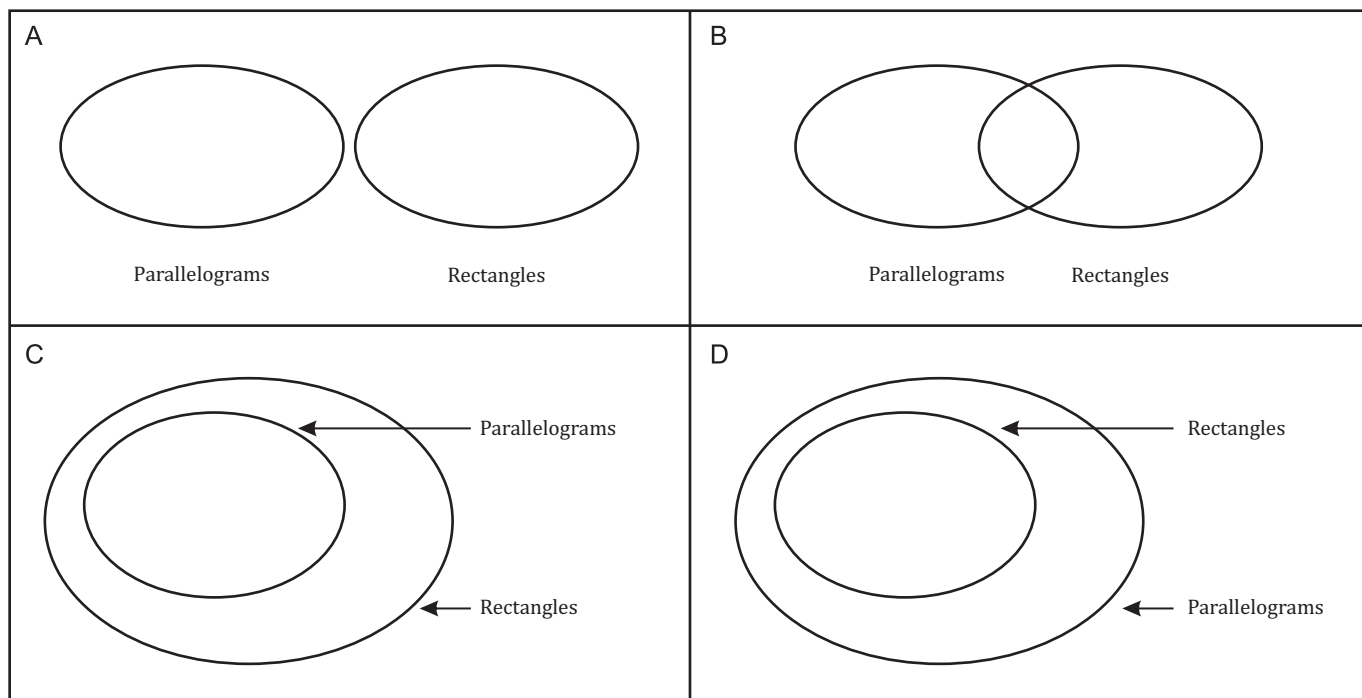 A
Parallelograms Rectangles
B
Parallelograms Rectangles
C
Parallelograms
Rectangles
D
Rectangles
Parallelograms